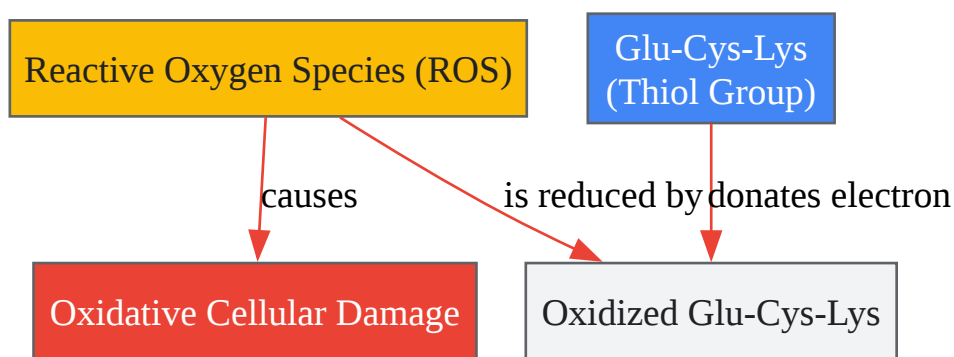 Reactive Oxygen Species (ROS)
Glu-Cys-Lys
(Thiol Group)
causes
is reduced by
donates electron
Oxidative Cellular Damage
Oxidized Glu-Cys-Lys